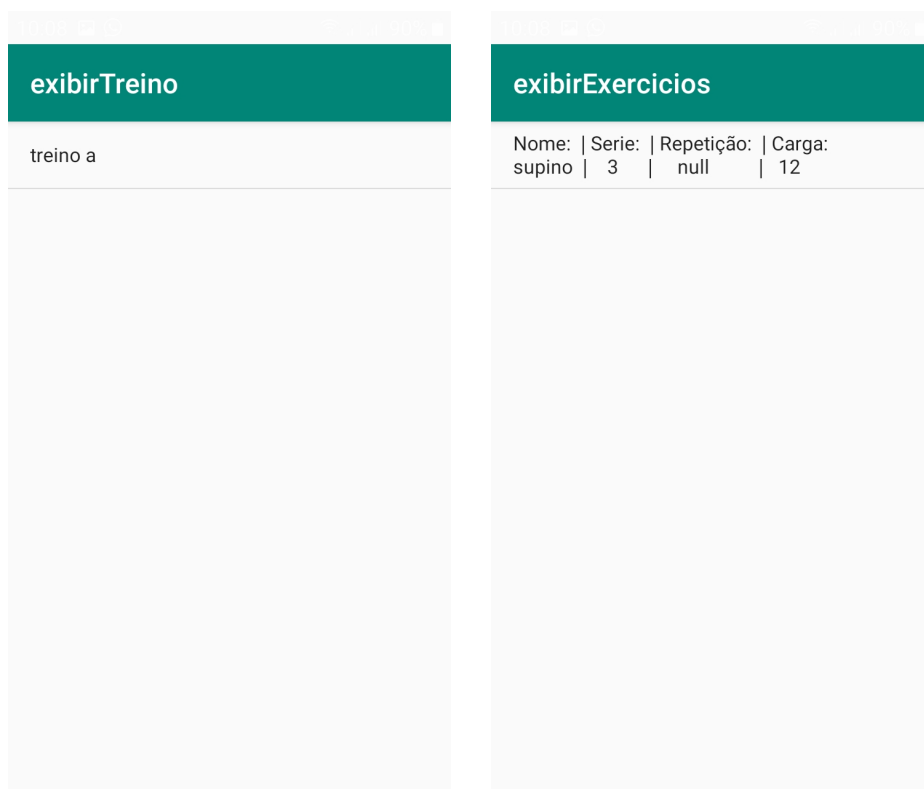 exibirTreino
treino a
exibirExercicios
Nome: | Serie: | Repetição: | Carga:
supino | 3 | null | 12